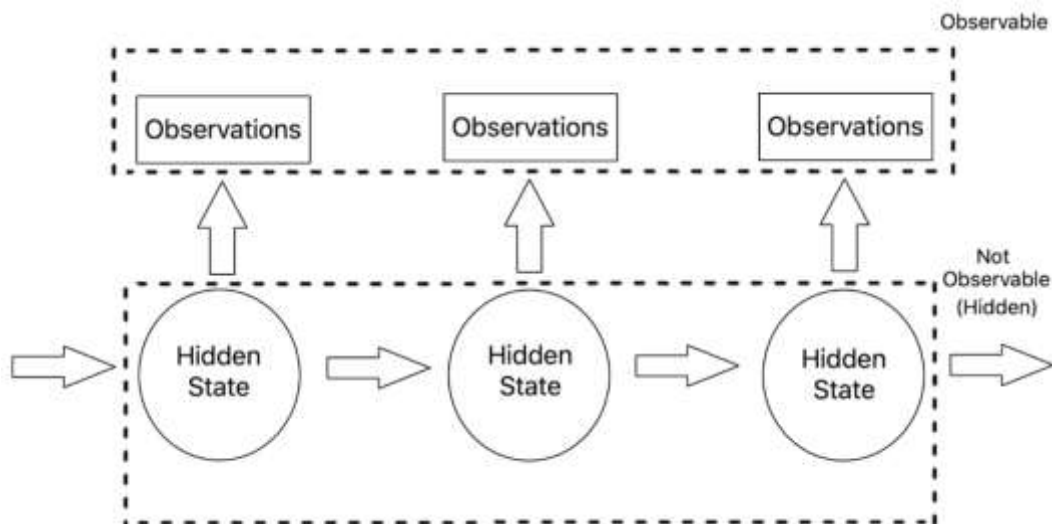 Observable
Observations
Observations
Observations
Not
Observable
(Hidden)
Hidden
State
Hidden
State
Hidden
State